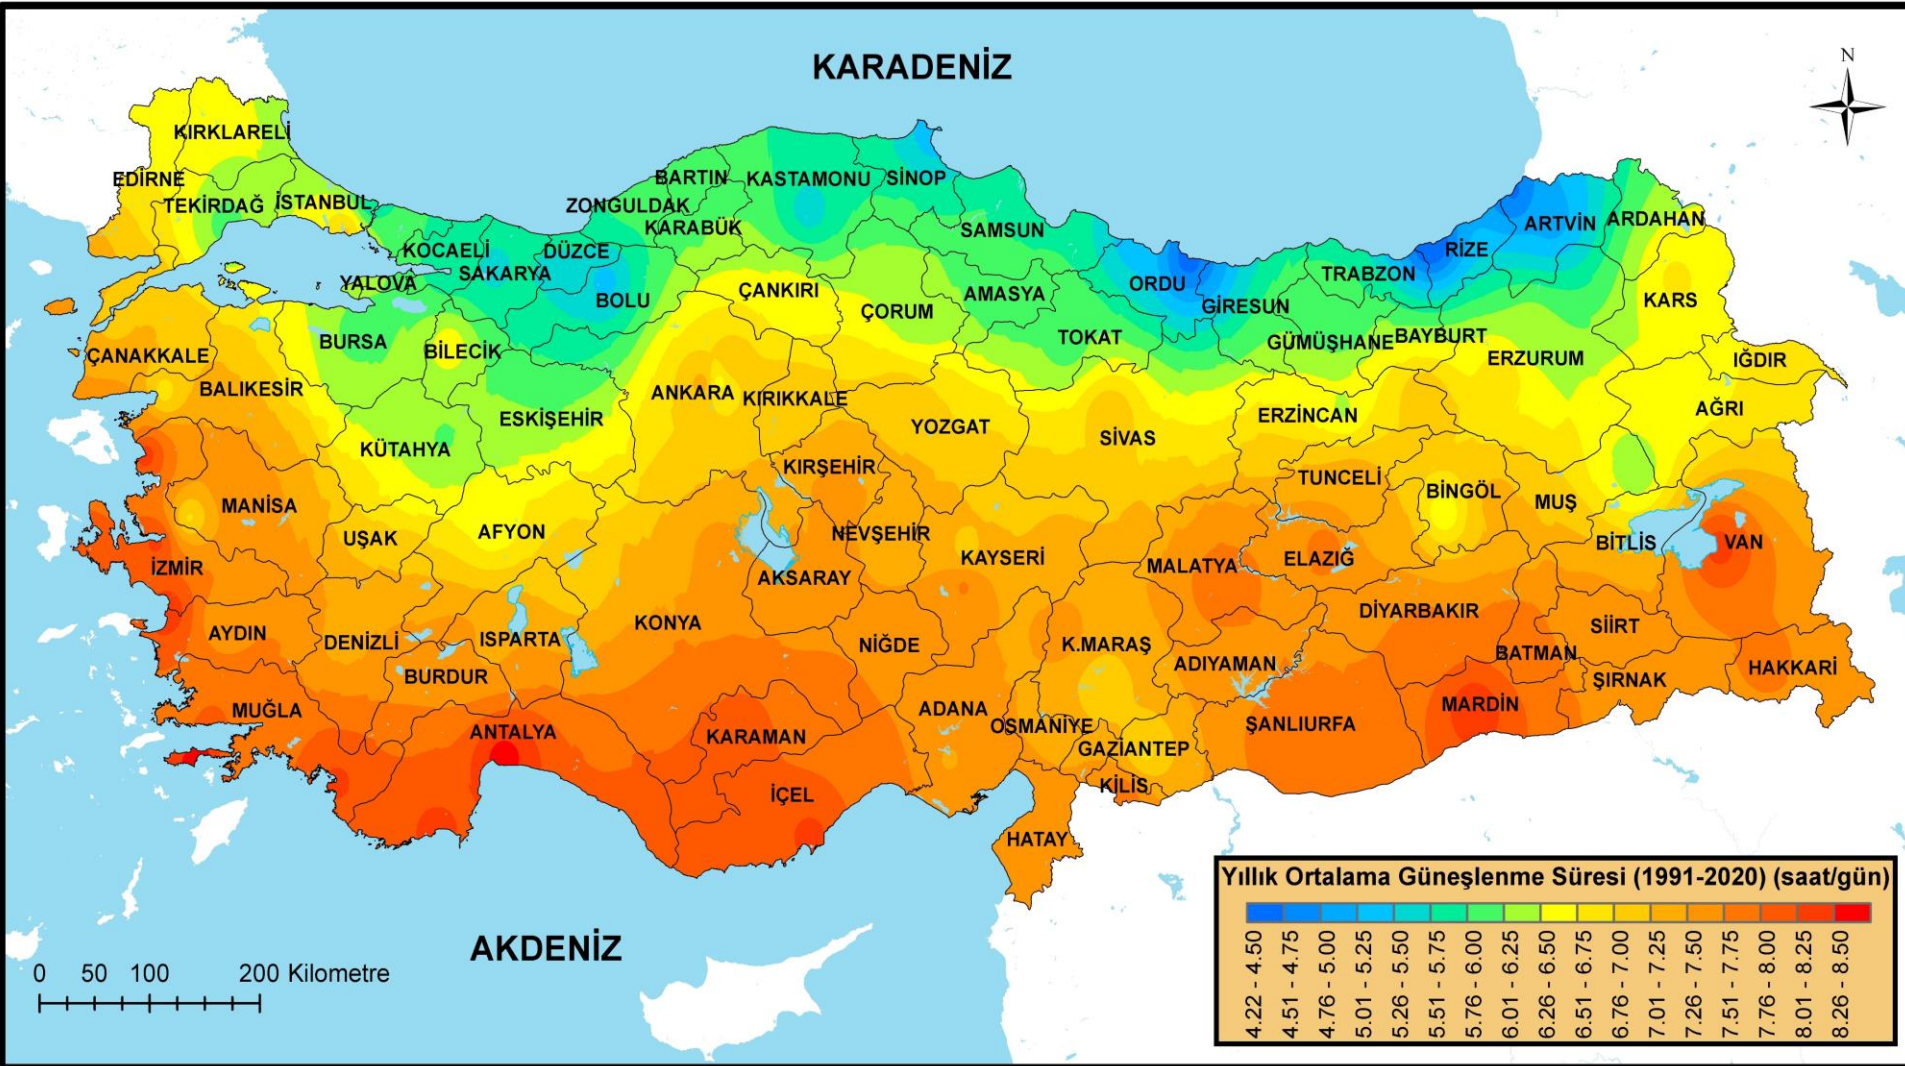 KARADENİZ
N
KIRKLARELİ
EDİRNE
TEKİRDAĞ
İSTANBUL
BARTIN
KASTAMONU
SİNOP
ZONGULDAK
KARABÜK
SAMSUN
ARTVİN
ARDAHAN
KOCAELİ
DÜZCE
SAKARYA
RİZE
TRABZON
YALOVA
BOLU
ÇANKIRI
ÇORUM
AMASYA
ORDU
GİRESUN
KARS
BURSA
BİLECİK
TOKAT
GÜMÜŞHANE
BAYBURT
ERZURUM
IĞDIR
ÇANAKKALE
BALIKESİR
ANKARA
KIRIKKALE
ESKİŞEHİR
YOZGAT
SİVAS
ERZİNCAN
AĞRI
KÜTAHYA
KIRŞEHİR
TUNCELİ
BİNGÖL
MUŞ
MANİSA
UŞAK
AFYON
NEVŞEHİR
KAYSERİ
MALATYA
ELAZIĞ
BİTLİS
VAN
İZMİR
AKSARAY
AYDIN
DENİZLİ
ISPARTA
KONYA
NİĞDE
K.MARAŞ
DİYARBAKIR
SİİRT
BURDUR
ADIYAMAN
BATMAN
ŞIRNAK
HAKKARİ
MUĞLA
ANTALYA
KARAMAN
ADANA
OSMANİYE
GAZİANTEP
ŞANLIURFA
MARDİN
İÇEL
KİLİS
HATAY
AKDENİZ
0 50 100 200 Kilometre
Yıllık Ortalama Güneşlenme Süresi (1991-2020) (saat/gün)
4.22 - 4.50
4.51 - 4.75
4.76 - 5.00
5.01 - 5.25
5.26 - 5.50
5.51 - 5.75
5.76 - 6.00
6.01 - 6.25
6.26 - 6.50
6.51 - 6.75
6.76 - 7.00
7.01 - 7.25
7.26 - 7.50
7.51 - 7.75
7.76 - 8.00
8.01 - 8.25
8.26 - 8.50